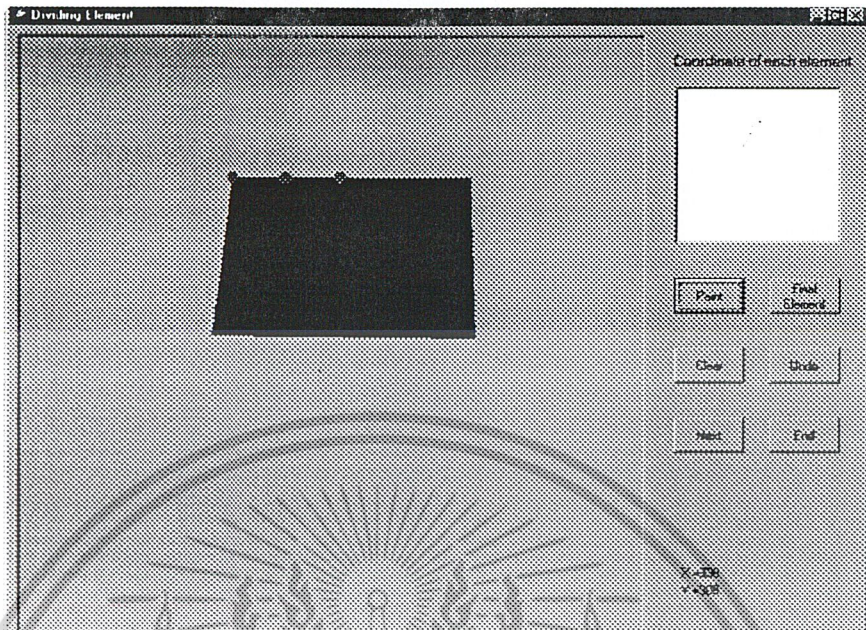 Dividing Element
Coordinate of each element
Point
Final
Element
Clear
Undo
Next
End